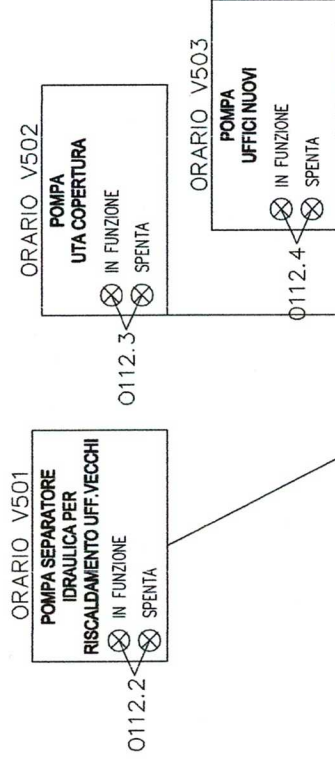 ORARIO V501
POMPA SEPARATORE
IDRAULICA PER
RISCALDAMENTO UFF.VECCHI
IN FUNZIONE
SPENTA
O112.2
ORARIO V502
POMPA
UTA COPERTURA
IN FUNZIONE
SPENTA
O112.3
ORARIO V503
POMPA
UFFICI NUOVI
IN FUNZIONE
SPENTA
O112.4